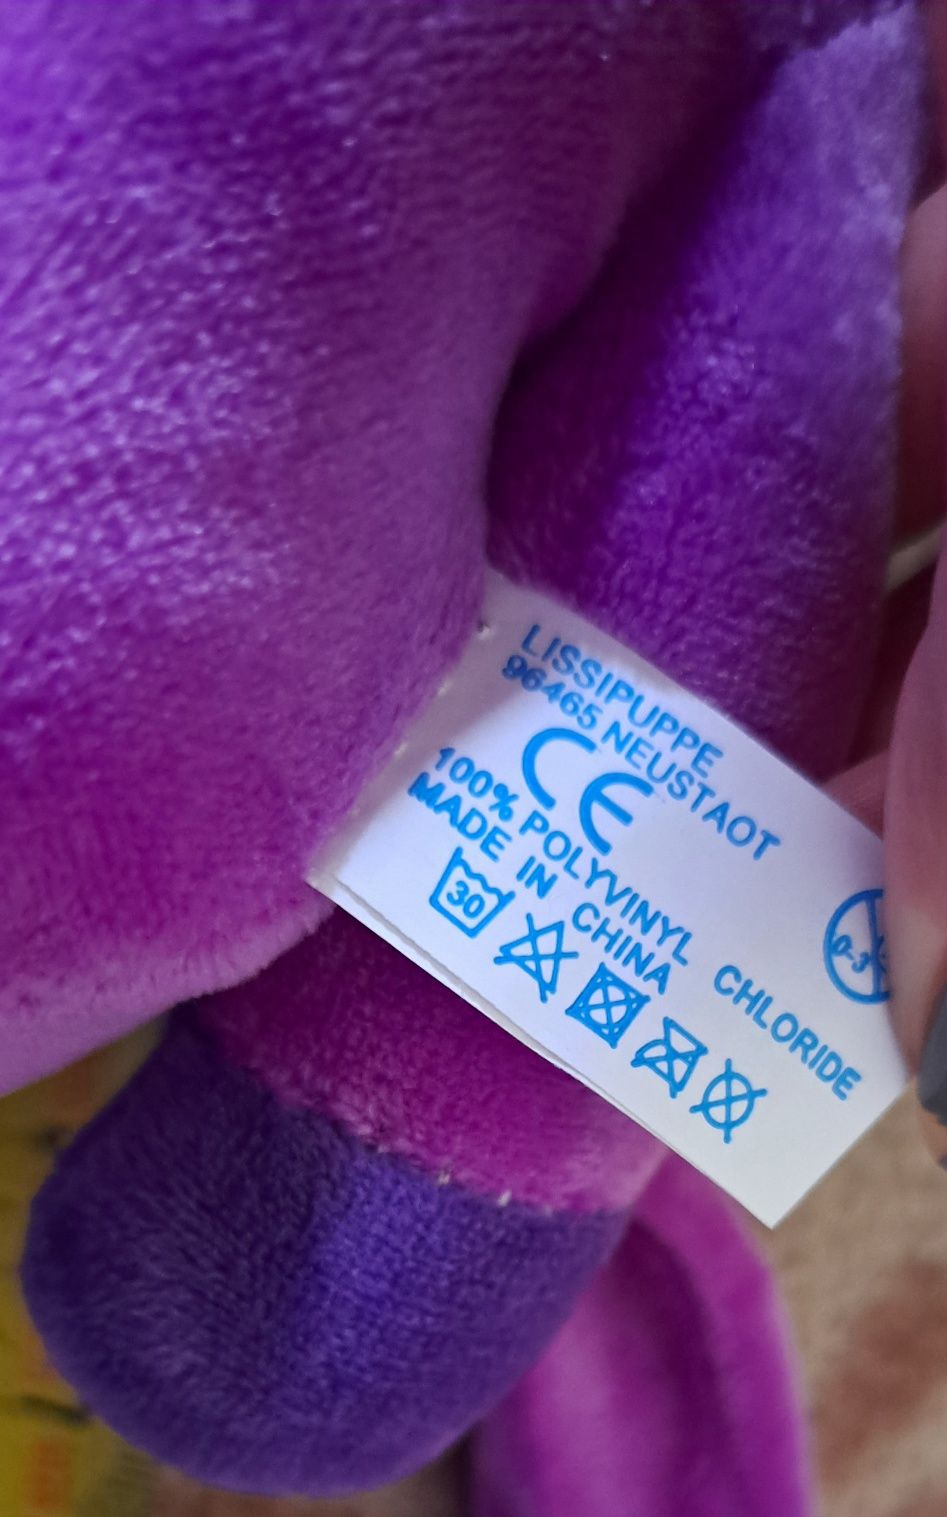 LISSIPUPPE
96465 NEUSTAOT
CE
100% POLYVINYL CHLORIDE
MADE IN CHINA
0-3
30